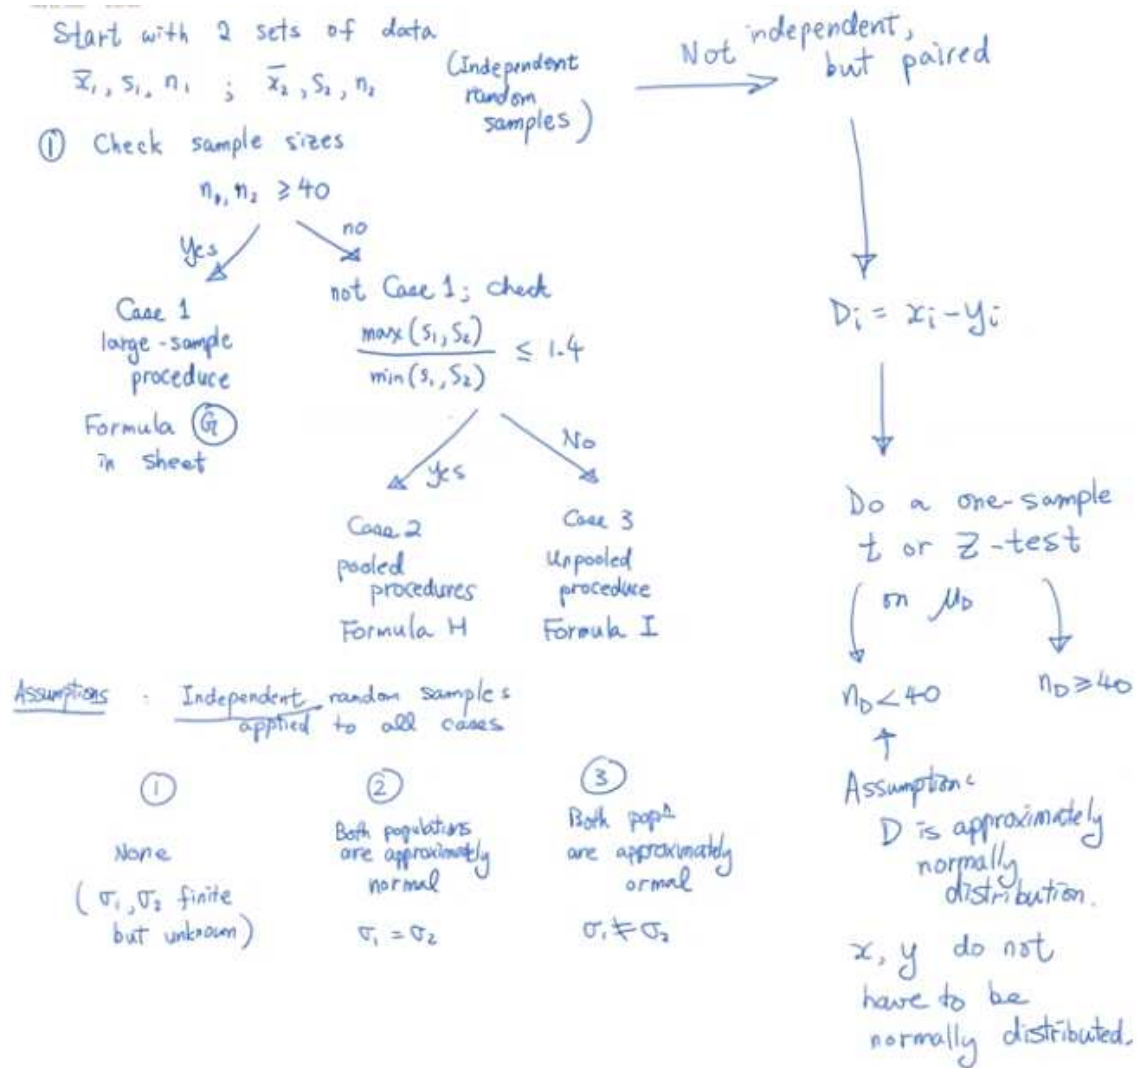 Start with 2 sets of data
x̄₁, s₁, n₁ ; x̄₂, S₂, n₂
(Independent
random
samples)
Not independent,
but paired
① Check sample sizes
n₁, n₂ ≥ 40
Yes
no
Case 1
large-sample
procedure
Formula Ⓖ
in sheet
not Case 1; check
max(S₁, S₂)
min(s₁, S₂)
≤ 1.4
Yes
No
Case 2
pooled
procedures
Formula H
Case 3
Unpooled
procedure
Formula I
Dᵢ = xᵢ - yᵢ
Do a one-sample
t or Z-test
on μD
nD < 40
nD ≥ 40
Assumption:
D is approximately
normally
distribution.
x, y do not
have to be
normally distributed.
Assumptions : Independent random samples
applied to all cases
①
None
(σ₁, σ₂ finite
but unknown)
②
Both populations
are approximately
normal
σ₁ = σ₂
③
Both popⁿ
are approximately
ormal
σ₁ ≠ σ₂